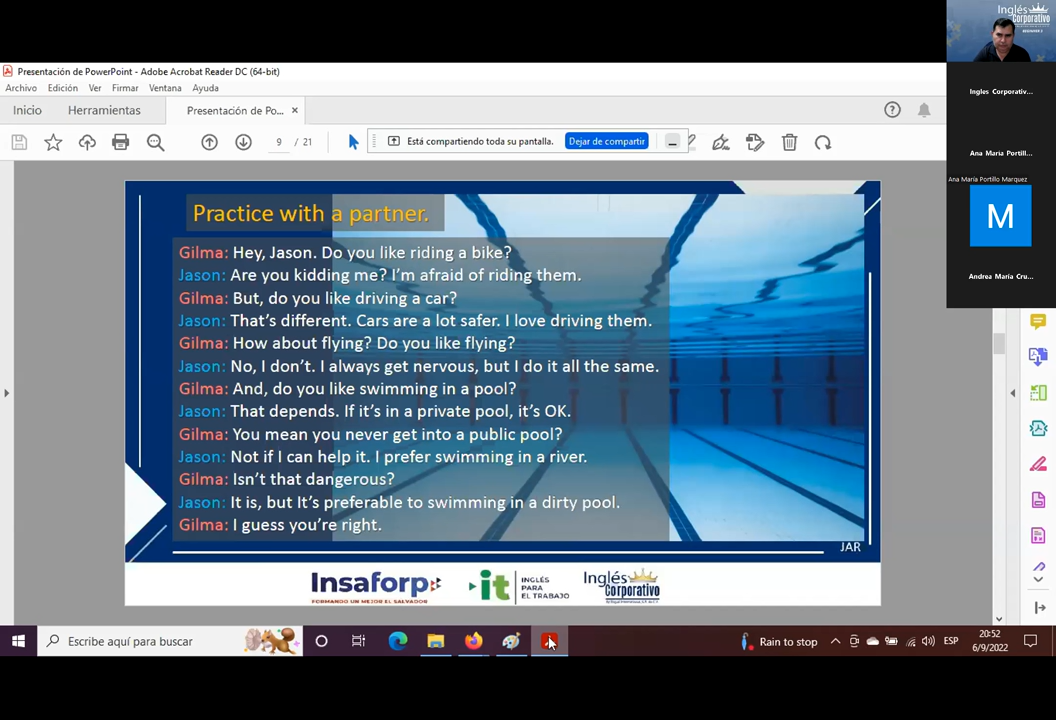 Inglés
Corporativo
BEGINNER 2
Presentación de PowerPoint - Adobe Acrobat Reader DC (64-bit)
Archivo Edición Ver Firmar Ventana Ayuda
Inicio Herramientas Presentación de Po... ×
9 / 21 Está compartiendo toda su pantalla. Dejar de compartir
Ingles Corporativ...
Ana Maria Portill...
Ana María Portillo Marquez
M
Andrea María Cru...
Practice with a partner.
Gilma: Hey, Jason. Do you like riding a bike?
Jason: Are you kidding me? I'm afraid of riding them.
Gilma: But, do you like driving a car?
Jason: That's different. Cars are a lot safer. I love driving them.
Gilma: How about flying? Do you like flying?
Jason: No, I don't. I always get nervous, but I do it all the same.
Gilma: And, do you like swimming in a pool?
Jason: That depends. If it's in a private pool, it's OK.
Gilma: You mean you never get into a public pool?
Jason: Not if I can help it. I prefer swimming in a river.
Gilma: Isn't that dangerous?
Jason: It is, but It's preferable to swimming in a dirty pool.
Gilma: I guess you're right.
JAR
Insaforp
FORMANDO UN MEJOR EL SALVADOR
it INGLÉS PARA EL TRABAJO
Inglés
Corporativo
Escribe aquí para buscar
Rain to stop
ESP
20:52
6/9/2022